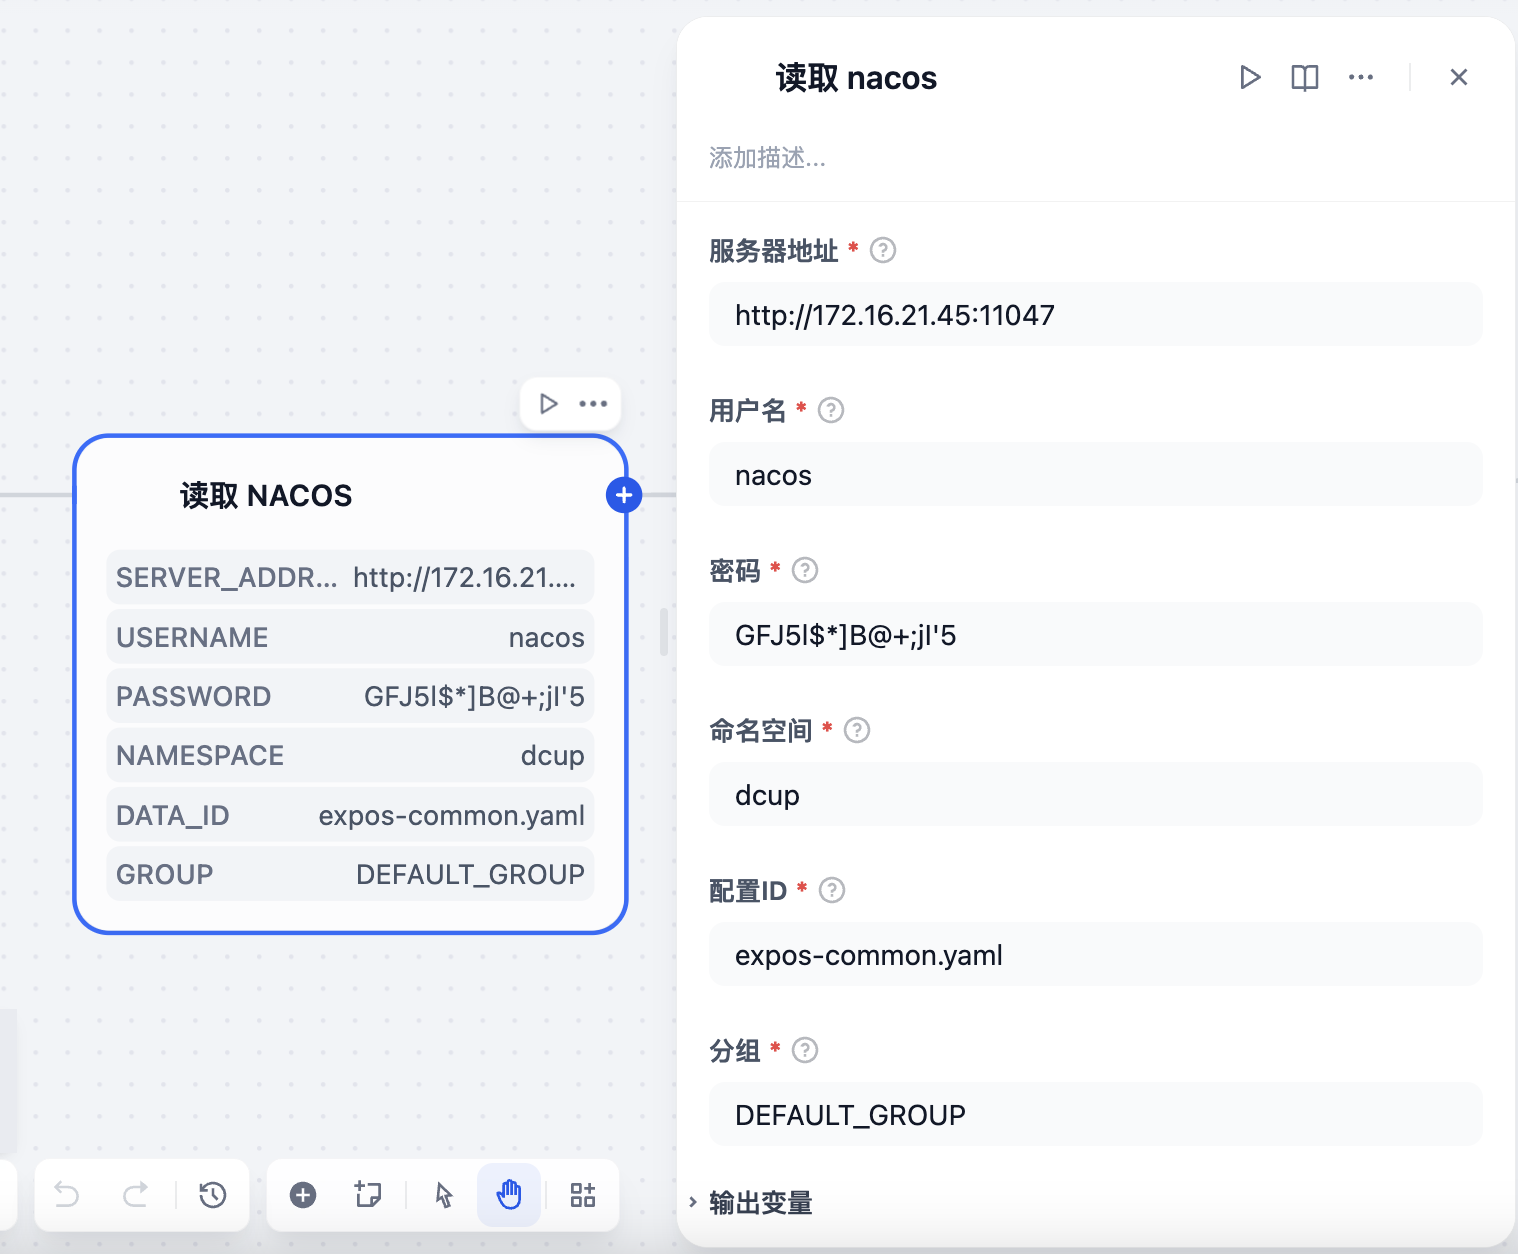 读取 NACOS
SERVER_ADDR... http://172.16.21....
USERNAME nacos
PASSWORD GFJ5l$*]B@+;jI'5
NAMESPACE dcup
DATA_ID expos-common.yaml
GROUP DEFAULT_GROUP
读取 nacos
添加描述...
服务器地址 *
http://172.16.21.45:11047
用户名 *
nacos
密码 *
GFJ5l$*]B@+;jI'5
命名空间 *
dcup
配置ID *
expos-common.yaml
分组 *
DEFAULT_GROUP
输出变量